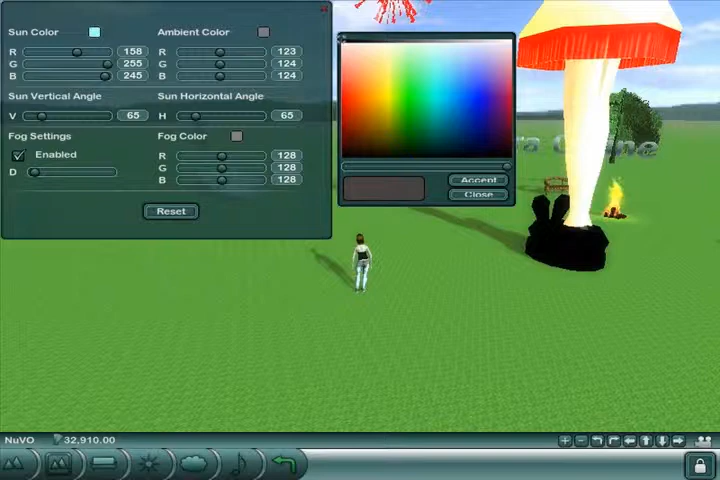 Sun Color Ambient Color
R 158 R 123
G 255 G 124
B 245 B 124
Sun Vertical Angle Sun Horizontal Angle
V 65 H 65
Fog Settings Fog Color
Enabled R 128
D G 128
B 128
Reset
Accept
Close
NuVO 32,910.00